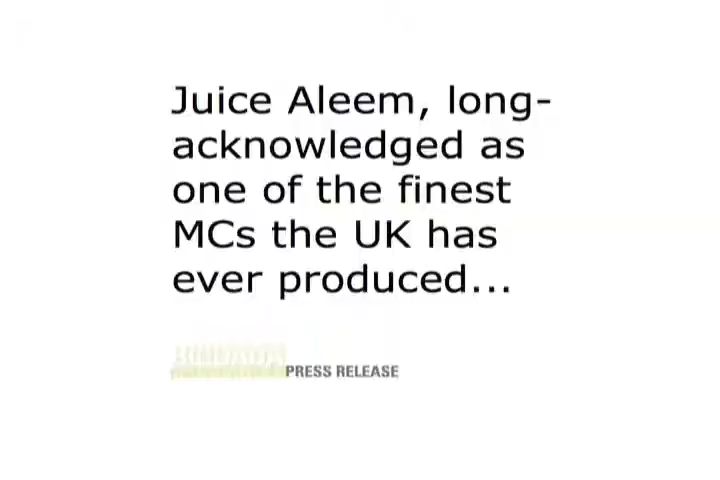 Juice Aleem, long-
acknowledged as
one of the finest
MCs the UK has
ever produced...
PRESS RELEASE